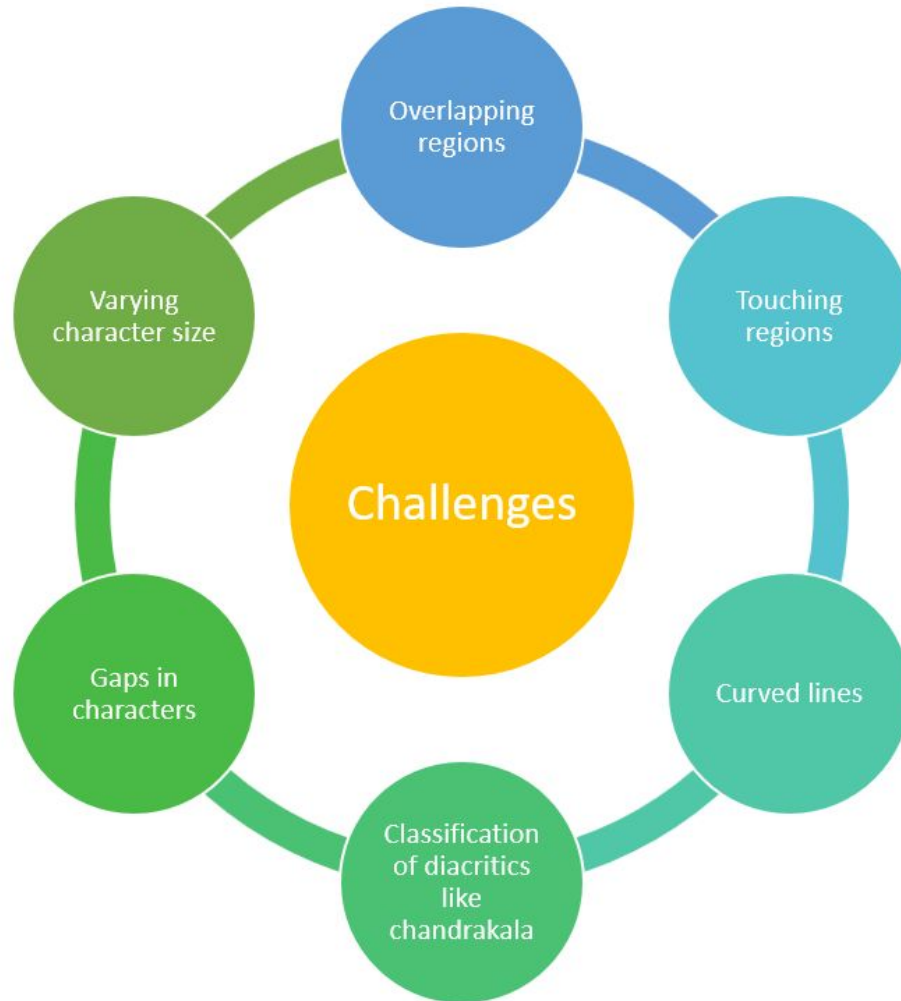 Overlapping
regions
Touching
regions
Curved lines
Classification
of diacritics
like
chandrakala
Gaps in
characters
Varying
character size
Challenges